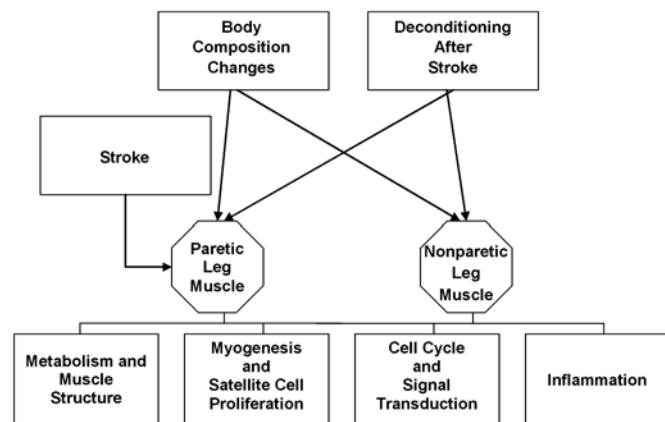 Body
Composition
Changes
Deconditioning
After
Stroke
Stroke
Paretic
Leg
Muscle
Nonparetic
Leg
Muscle
Metabolism and
Muscle
Structure
Myogenesis
and
Satellite Cell
Proliferation
Cell Cycle
and
Signal
Transduction
Inflammation